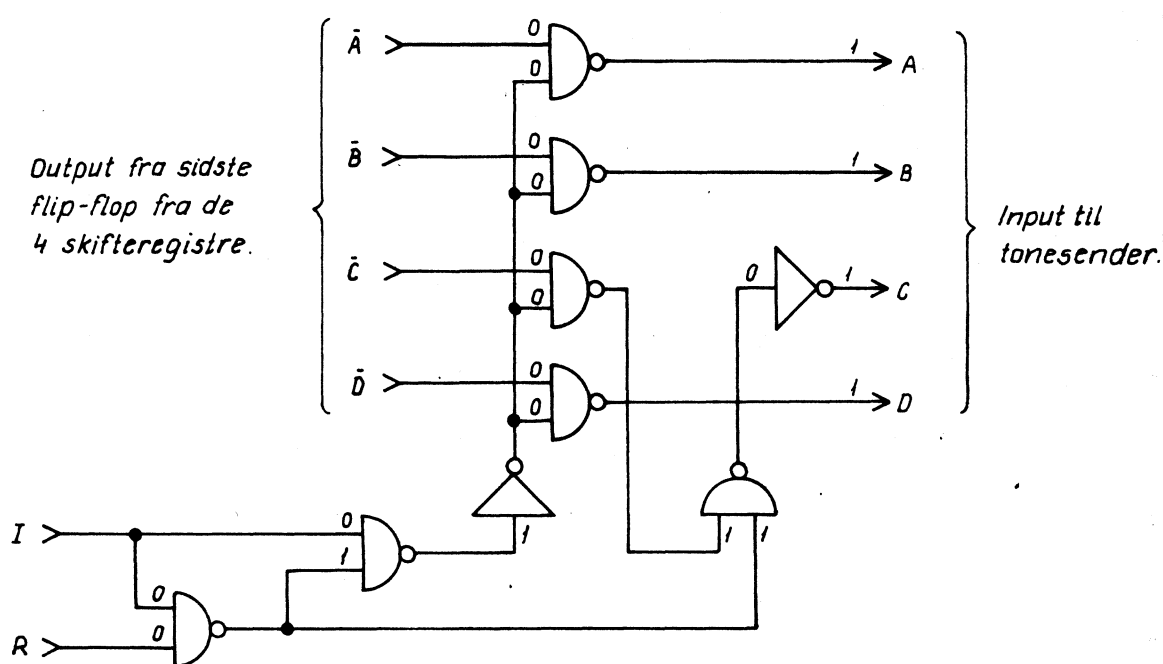 Ā
0
0
1
A
Output fra sidste
flip-flop fra de
4 skifteregistre.
B̄
0
0
1
B
Input til
tonesender.
C̄
0
0
0
1
C
D̄
0
0
1
D
I
0
1
1
1
1
0
R
0